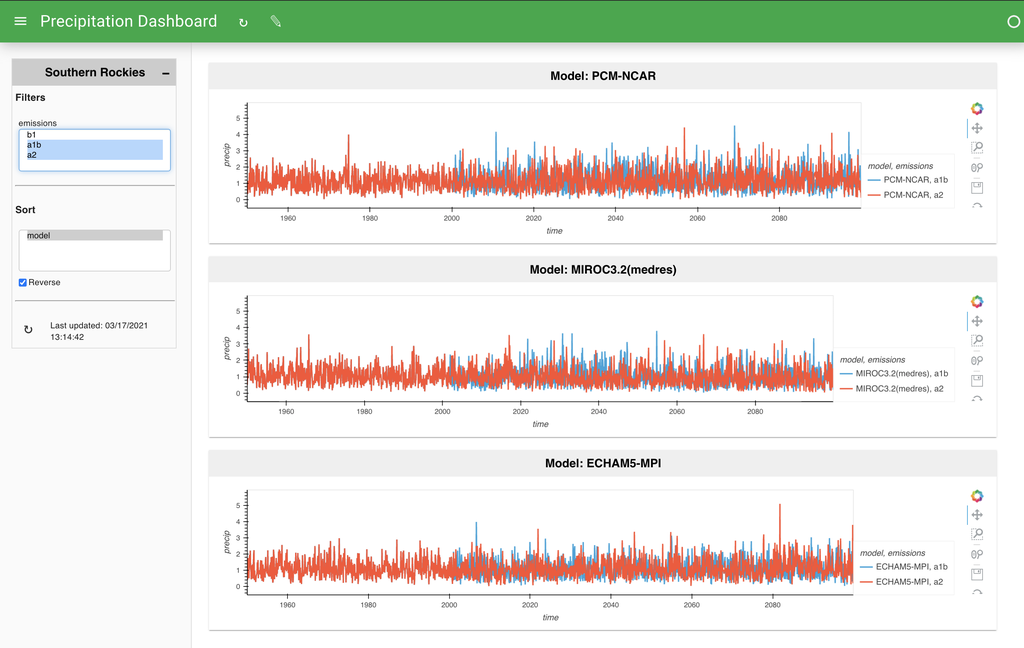 Precipitation Dashboard
Southern Rockies
Filters
emissions
b1
a1b
a2
Sort
model
Reverse
Last updated: 03/17/2021
13:14:42
Model: PCM-NCAR
5
4
3
2
1
0
precip
1960 1980 2000 2020 2040 2060 2080
time
model, emissions
PCM-NCAR, a1b
PCM-NCAR, a2
Model: MIROC3.2(medres)
5
4
3
2
1
0
precip
1960 1980 2000 2020 2040 2060 2080
time
model, emissions
MIROC3.2(medres), a1b
MIROC3.2(medres), a2
Model: ECHAM5-MPI
5
4
3
2
1
0
precip
1960 1980 2000 2020 2040 2060 2080
time
model, emissions
ECHAM5-MPI, a1b
ECHAM5-MPI, a2